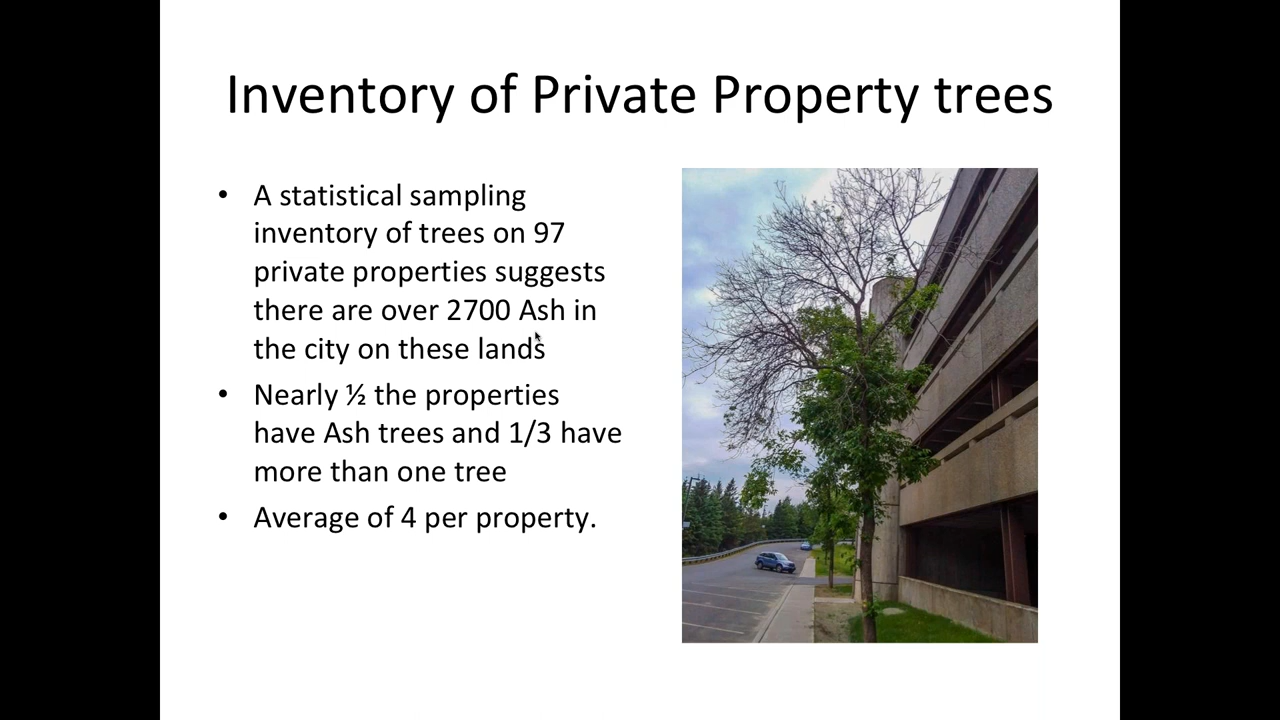 Inventory of Private Property trees
• A statistical sampling
inventory of trees on 97
private properties suggests
there are over 2700 Ash in
the city on these lands
• Nearly ½ the properties
have Ash trees and 1/3 have
more than one tree
• Average of 4 per property.